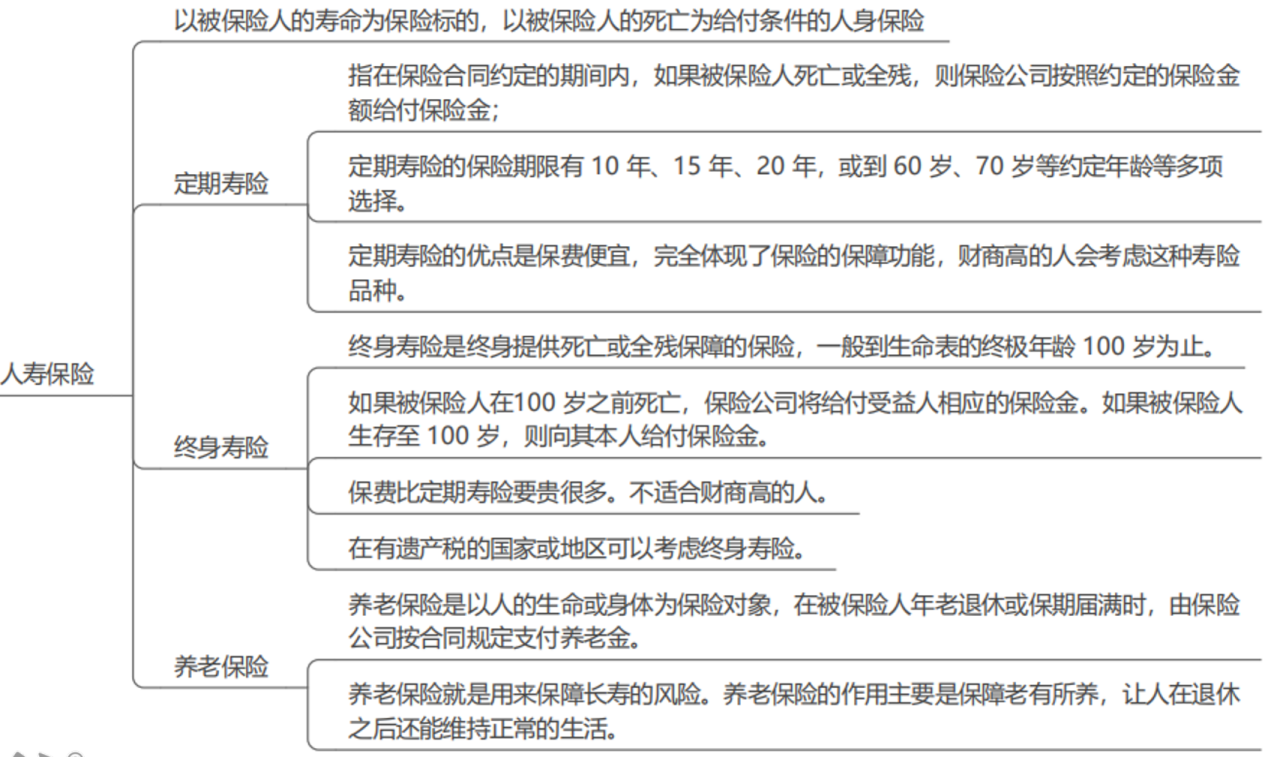 以被保险人的寿命为保险标的，以被保险人的死亡为给付条件的人身保险
指在保险合同约定的期间内，如果被保险人死亡或全残，则保险公司按照约定的保险金
额给付保险金；
定期寿险
定期寿险的保险期限有 10 年、15 年、20 年，或到 60 岁、70 岁等约定年龄等多项
选择。
定期寿险的优点是保费便宜，完全体现了保险的保障功能，财商高的人会考虑这种寿险
品种。
人寿保险
终身寿险是终身提供死亡或全残保障的保险，一般到生命表的终极年龄 100 岁为止。
如果被保险人在100 岁之前死亡，保险公司将给付受益人相应的保险金。如果被保险人
生存至 100 岁，则向其本人给付保险金。
终身寿险
保费比定期寿险要贵很多。不适合财商高的人。
在有遗产税的国家或地区可以考虑终身寿险。
养老保险是以人的生命或身体为保险对象，在被保险人年老退休或保期届满时，由保险
公司按合同规定支付养老金。
养老保险
养老保险就是用来保障长寿的风险。养老保险的作用主要是保障老有所养，让人在退休
之后还能维持正常的生活。